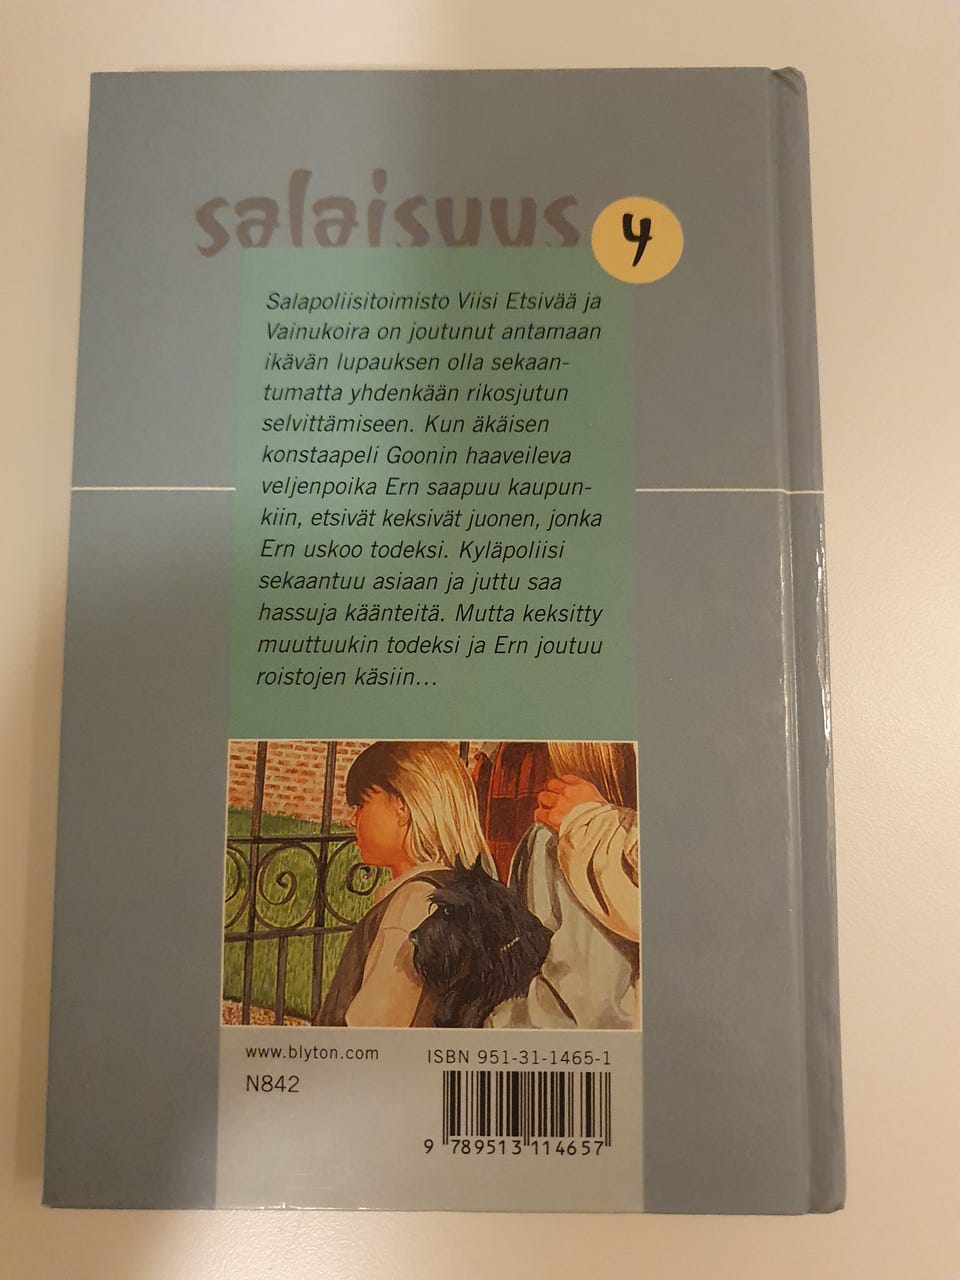 salaisuus 4
Salapoliisitoimisto Viisi Etsivää ja
Vainukoira on joutunut antamaan
ikävän lupauksen olla sekaan-
tumatta yhdenkään rikosjutun
selvittämiseen. Kun äkäisen
konstaapeli Goonin haaveileva
veljenpoika Ern saapuu kaupun-
kiin, etsivät keksivät juonen, jonka
Ern uskoo todeksi. Kyläpoliisi
sekaantuu asiaan ja juttu saa
hassuja käänteitä. Mutta keksitty
muuttuukin todeksi ja Ern joutuu
roistojen käsiin...
www.blyton.com
N842
ISBN 951-31-1465-1
9 789513 114657